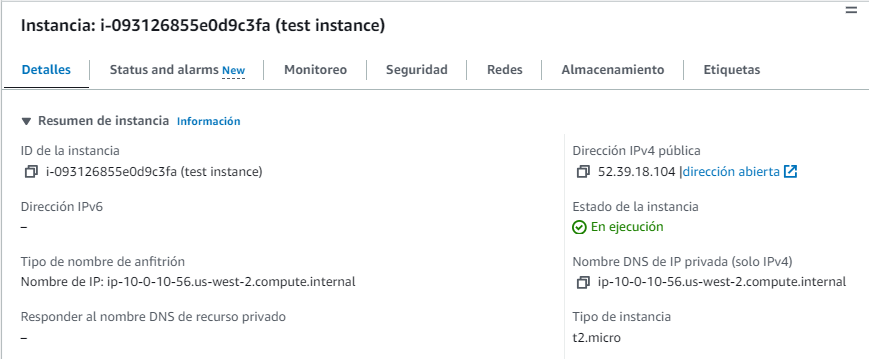 Instancia: i-093126855e0d9c3fa (test instance)
Detalles
Status and alarms New
Monitoreo
Seguridad
Redes
Almacenamiento
Etiquetas
Resumen de instancia Información
ID de la instancia
i-093126855e0d9c3fa (test instance)
Dirección IPv4 pública
52.39.18.104 |dirección abierta
Dirección IPv6
–
Estado de la instancia
En ejecución
Tipo de nombre de anfitrión
Nombre de IP: ip-10-0-10-56.us-west-2.compute.internal
Nombre DNS de IP privada (solo IPv4)
ip-10-0-10-56.us-west-2.compute.internal
Responder al nombre DNS de recurso privado
–
Tipo de instancia
t2.micro